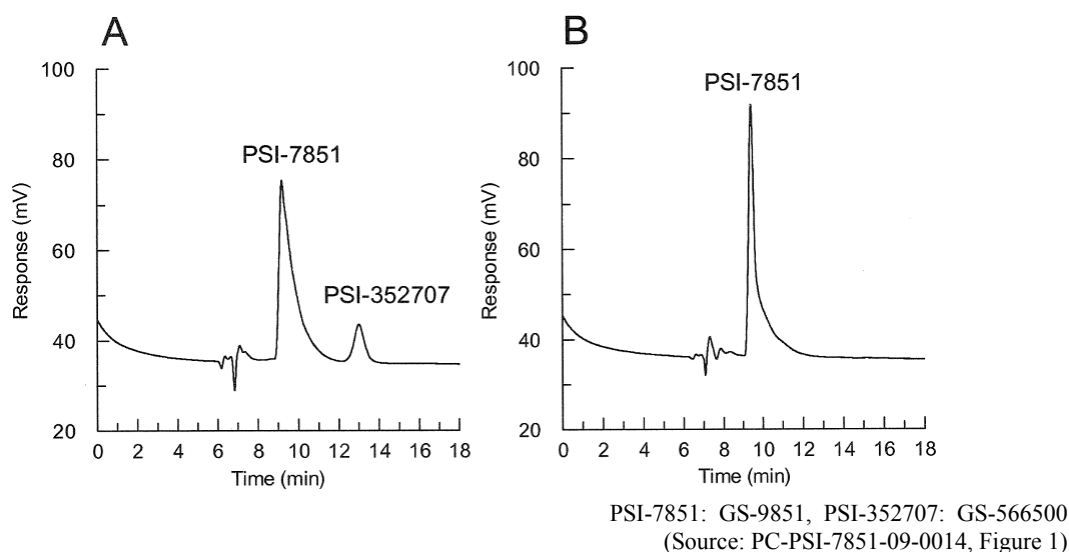 A
100
80
60
40
20
Response (mV)
PSI-7851
PSI-352707
0 2 4 6 8 10 12 14 16 18
Time (min)
B
100
80
60
40
20
Response (mV)
PSI-7851
0 2 4 6 8 10 12 14 16 18
Time (min)
PSI-7851: GS-9851, PSI-352707: GS-566500
(Source: PC-PSI-7851-09-0014, Figure 1)